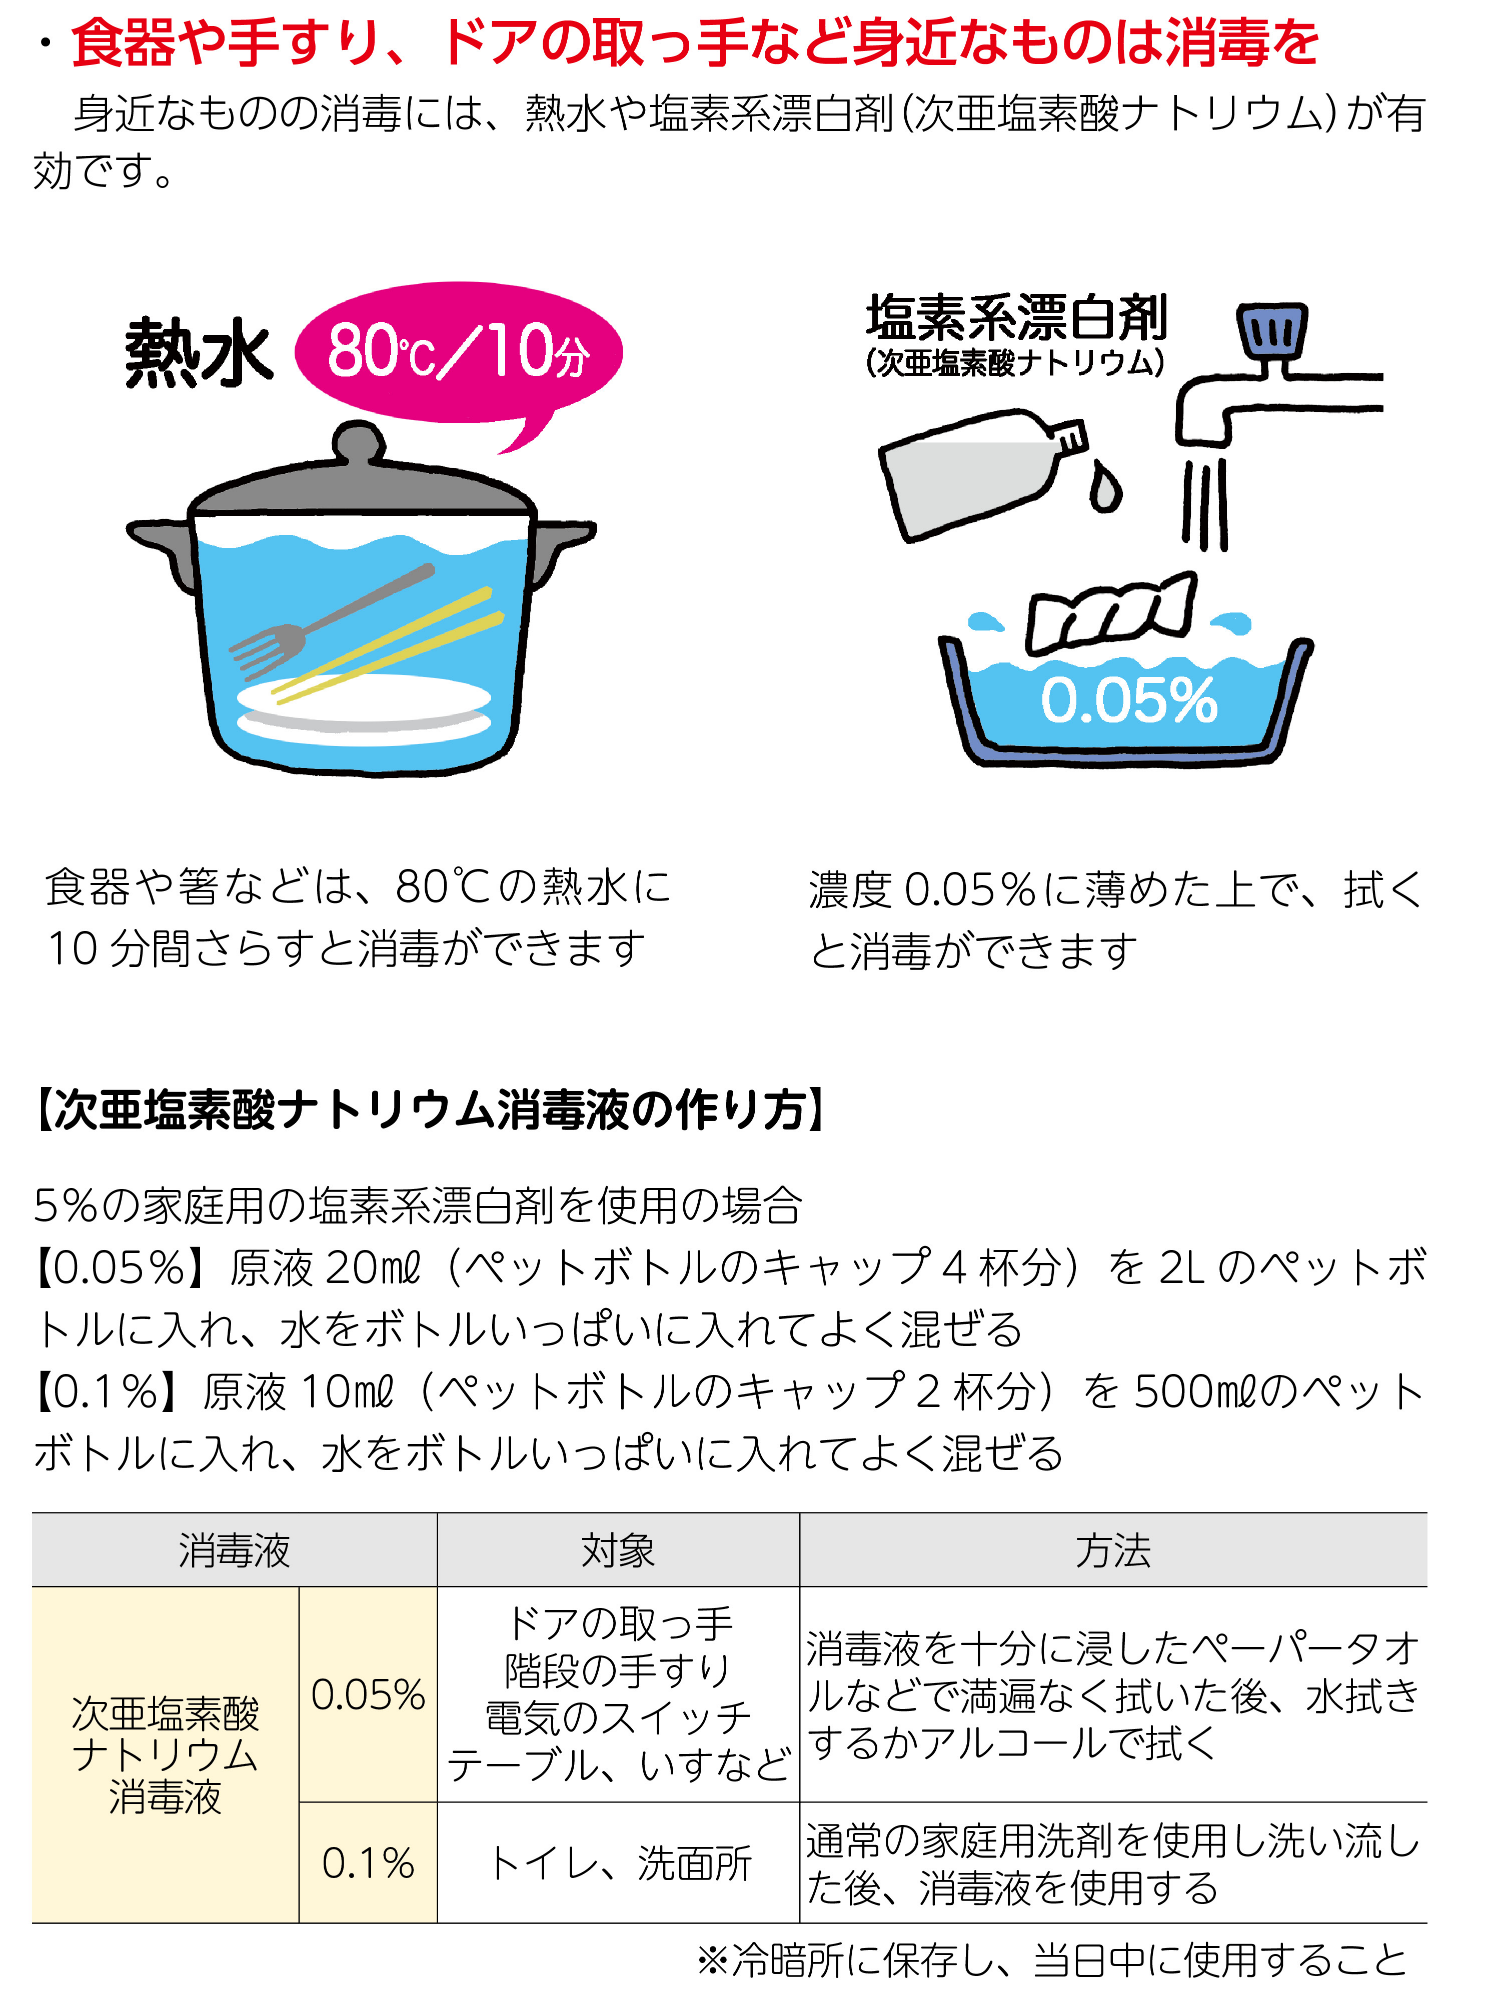 ・食器や手すり、ドアの取っ手など身近なものは消毒を
身近なものの消毒には、熱水や塩素系漂白剤(次亜塩素酸ナトリウム)が有
効です。
熱水
80℃／10分
塩素系漂白剤
(次亜塩素酸ナトリウム)
0.05%
食器や箸などは、80℃の熱水に
10 分間さらすと消毒ができます
濃度 0.05％に薄めた上で、拭く
と消毒ができます
【次亜塩素酸ナトリウム消毒液の作り方】
5％の家庭用の塩素系漂白剤を使用の場合
【0.05％】原液 20㎖（ペットボトルのキャップ 4 杯分）を 2L のペットボ
トルに入れ、水をボトルいっぱいに入れてよく混ぜる
【0.1％】原液 10㎖（ペットボトルのキャップ 2 杯分）を 500㎖のペット
ボトルに入れ、水をボトルいっぱいに入れてよく混ぜる
消毒液
対象
方法
次亜塩素酸
ナトリウム
消毒液
0.05%
ドアの取っ手
階段の手すり
電気のスイッチ
テーブル、いすなど
消毒液を十分に浸したペーパータオ
ルなどで満遍なく拭いた後、水拭き
するかアルコールで拭く
0.1%
トイレ、洗面所
通常の家庭用洗剤を使用し洗い流し
た後、消毒液を使用する
※冷暗所に保存し、当日中に使用すること